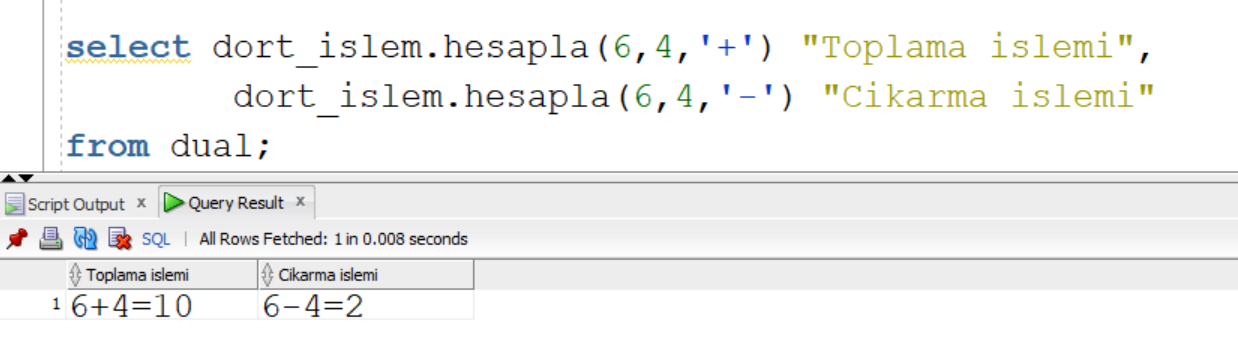 select dort_islem.hesapla(6,4,'+') "Toplama islemi",
dort_islem.hesapla(6,4,'-') "Cikarma islemi"
from dual;
Script Output x Query Result x
SQL | All Rows Fetched: 1 in 0.008 seconds
Toplama islemi Cikarma islemi
1 6+4=10 6-4=2